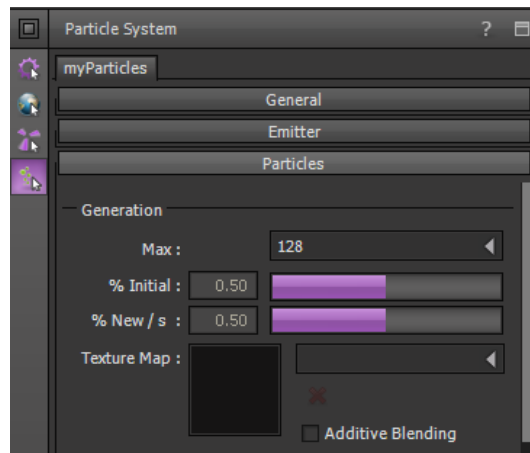 Particle System ?
myParticles
General
Emitter
Particles
Generation
Max : 128
% Initial : 0.50
% New / s : 0.50
Texture Map :
Additive Blending